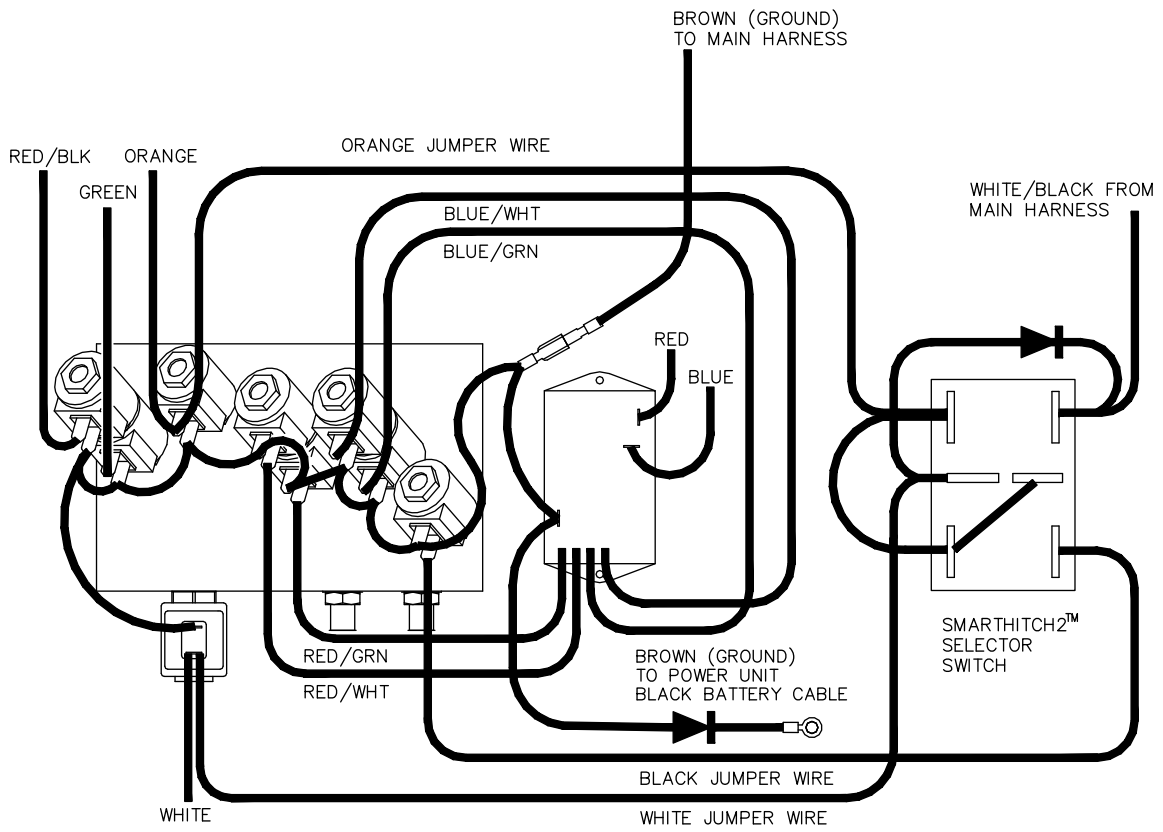 BROWN (GROUND)
TO MAIN HARNESS
ORANGE JUMPER WIRE
RED/BLK
ORANGE
GREEN
WHITE/BLACK FROM
MAIN HARNESS
BLUE/WHT
BLUE/GRN
RED
BLUE
SMARTHITCH2™
SELECTOR
SWITCH
RED/GRN
RED/WHT
BROWN (GROUND)
TO POWER UNIT
BLACK BATTERY CABLE
BLACK JUMPER WIRE
WHITE
WHITE JUMPER WIRE